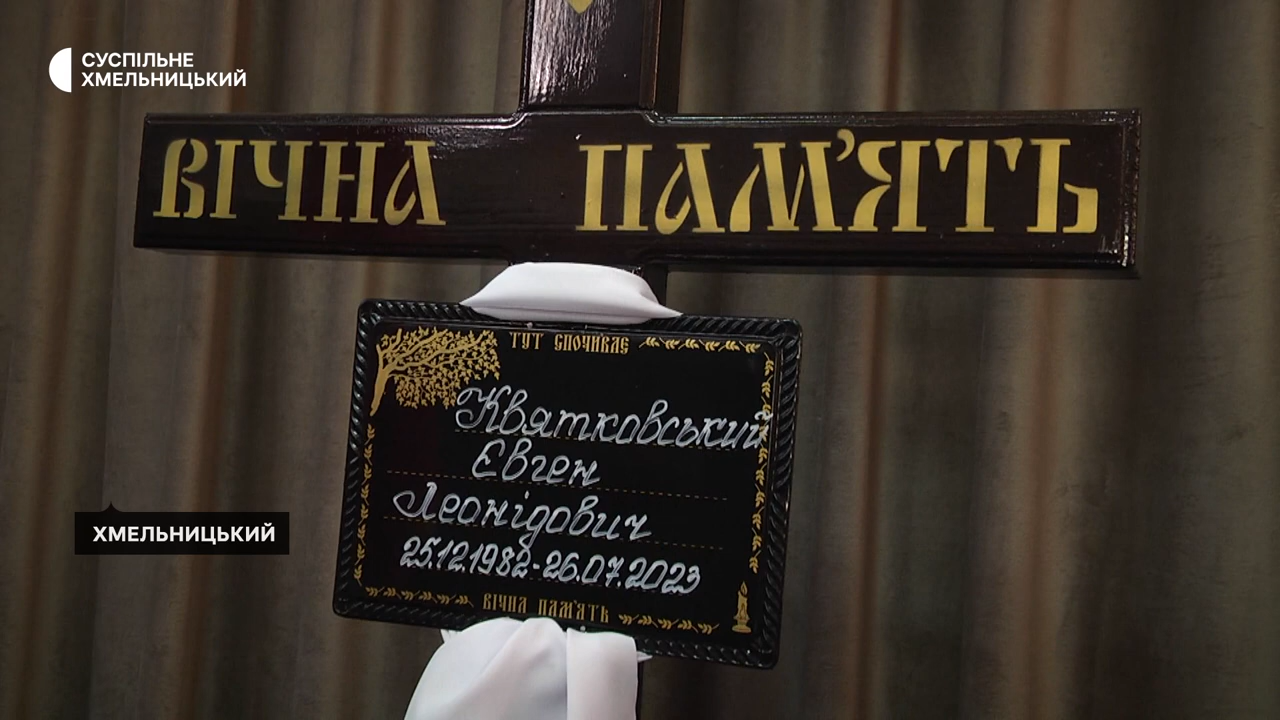 СУСПІЛЬНЕ
ХМЕЛЬНИЦЬКИЙ
ВІЧНА ПАМ'ЯТЬ
ТУТ СПОЧИВАЄ
Квятковський
Євген
Леонідович
25.12.1982-26.07.2023
ВІЧНА ПАМ'ЯТЬ
ХМЕЛЬНИЦЬКИЙ